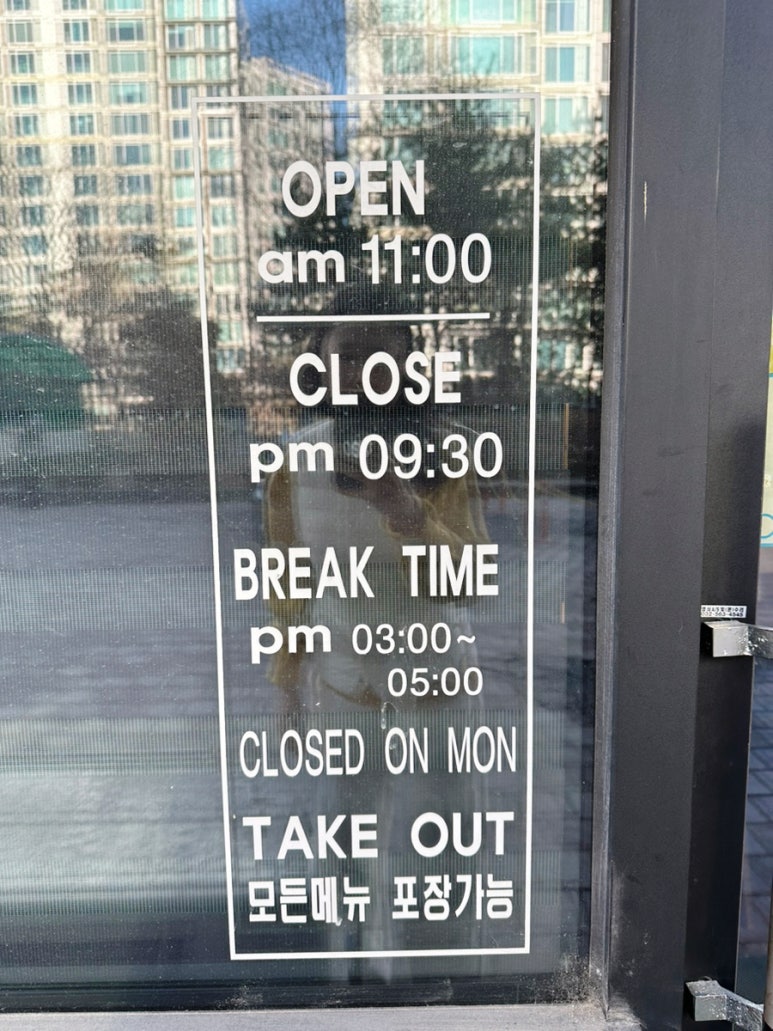 OPEN
am 11:00
CLOSE
pm 09:30
BREAK TIME
pm 03:00~
05:00
CLOSED ON MON
TAKE OUT
모든메뉴 포장가능